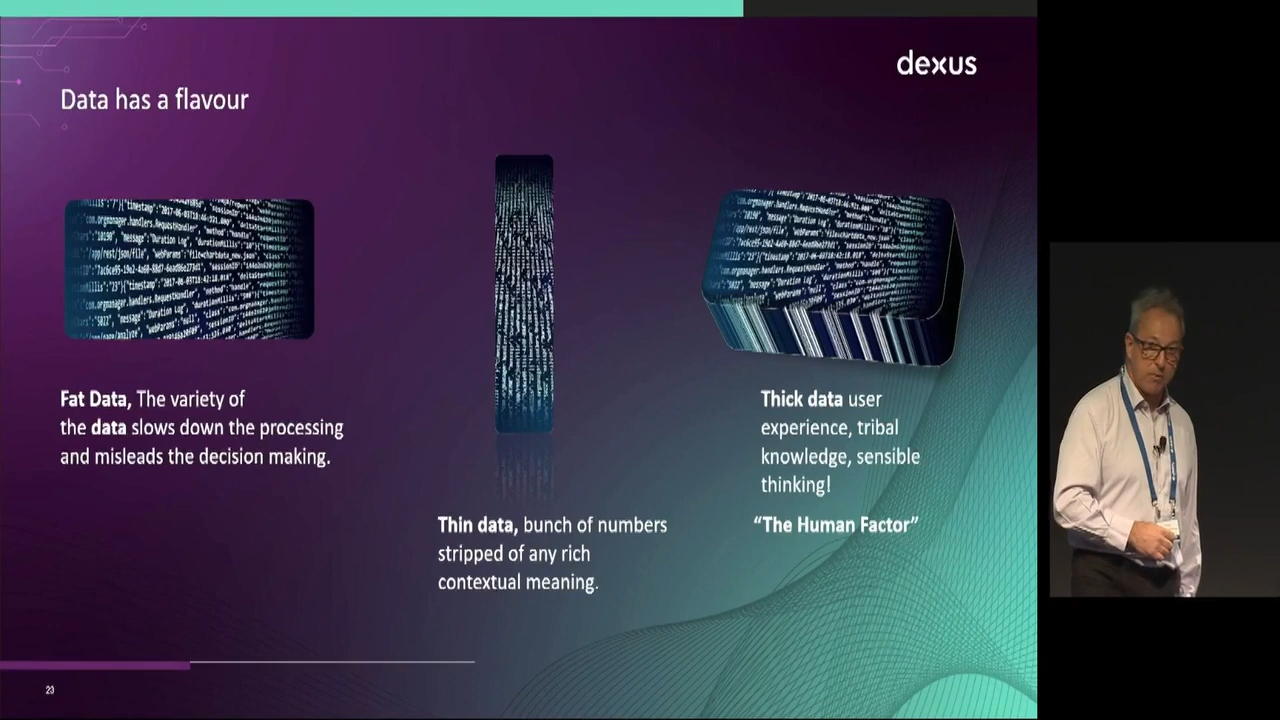 dexus
Data has a flavour
Fat Data, The variety of
the data slows down the processing
and misleads the decision making.
Thin data, bunch of numbers
stripped of any rich
contextual meaning.
Thick data user
experience, tribal
knowledge, sensible
thinking!
“The Human Factor”
23